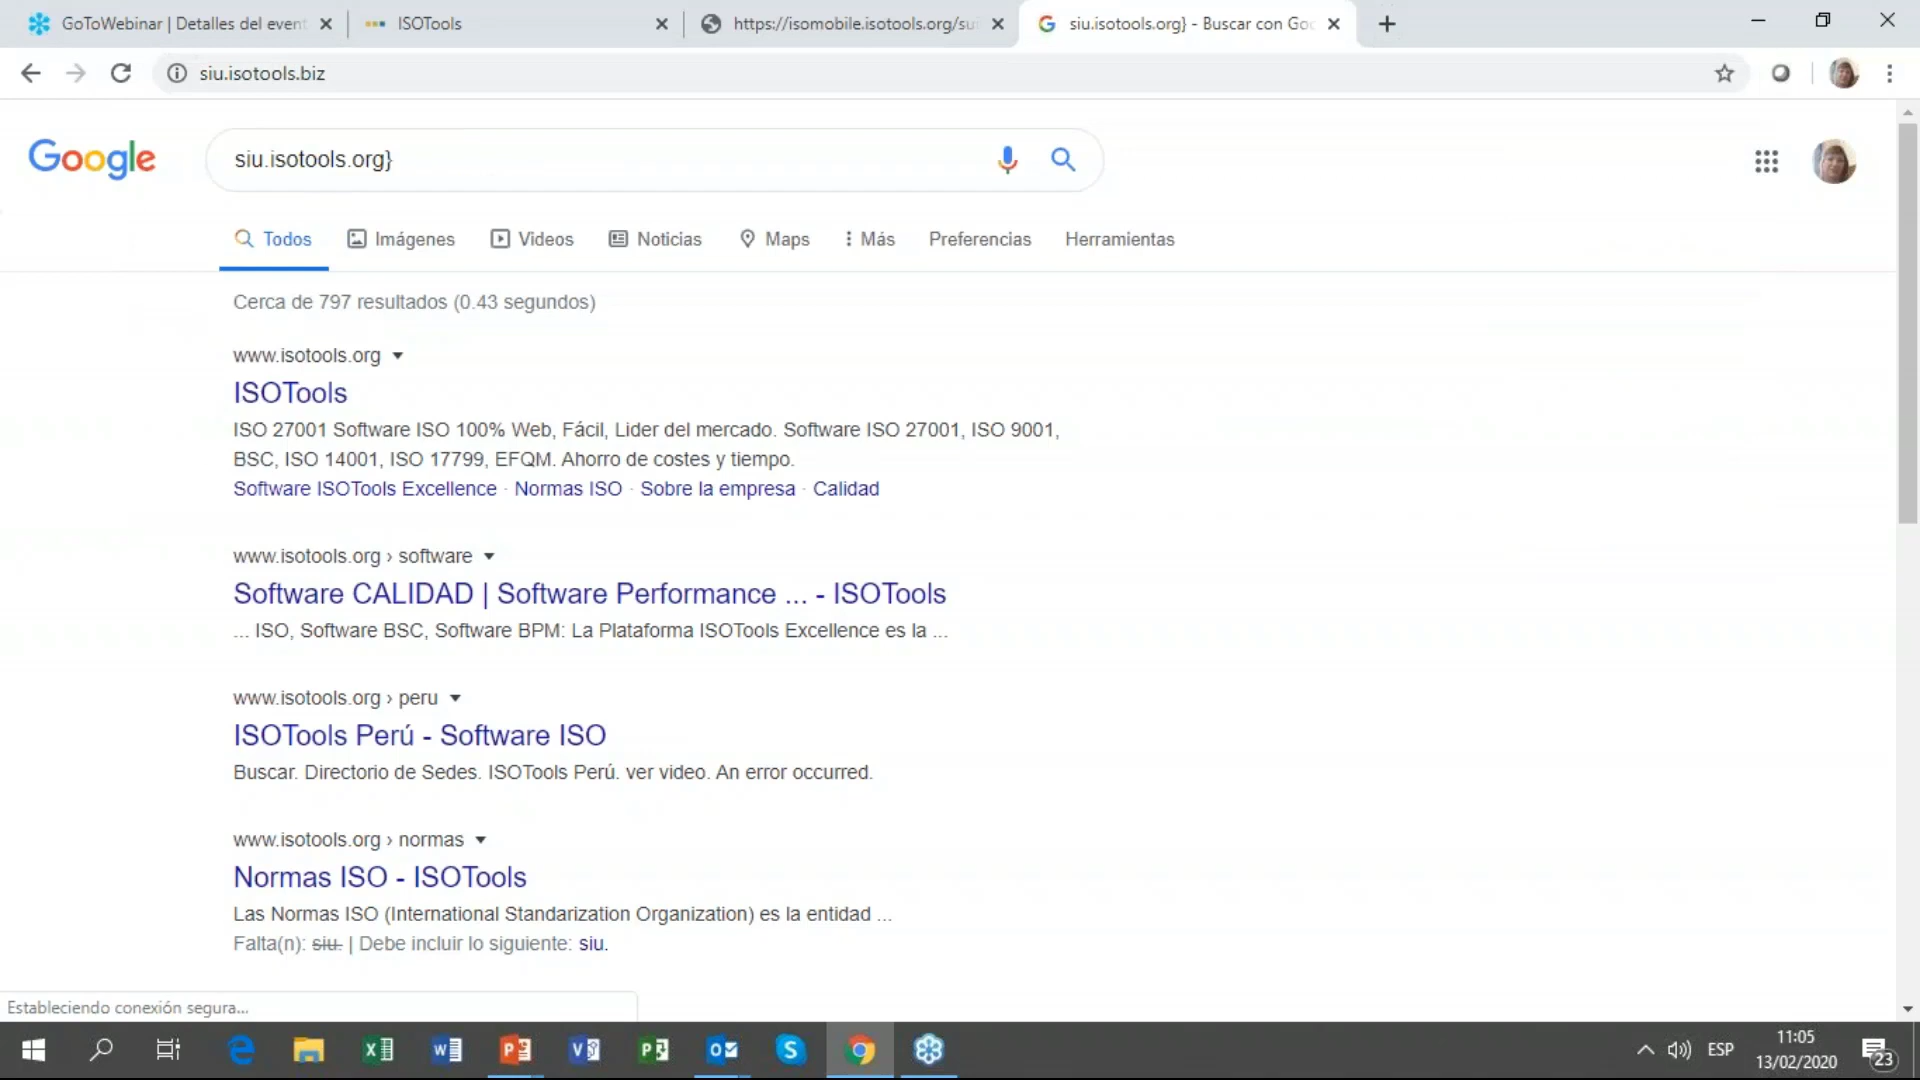 GoToWebinar | Detalles del event
ISOTools
https://isomobile.isotools.org/su
siu.isotools.org} - Buscar con Goo
siu.isotools.biz
Google
siu.isotools.org}
Todos
Imágenes
Videos
Noticias
Maps
Más
Preferencias
Herramientas
Cerca de 797 resultados (0.43 segundos)
www.isotools.org
ISOTools
ISO 27001 Software ISO 100% Web, Fácil, Lider del mercado. Software ISO 27001, ISO 9001,
BSC, ISO 14001, ISO 17799, EFQM. Ahorro de costes y tiempo.
Software ISOTools Excellence · Normas ISO · Sobre la empresa · Calidad
www.isotools.org › software
Software CALIDAD | Software Performance ... - ISOTools
... ISO, Software BSC, Software BPM: La Plataforma ISOTools Excellence es la ...
www.isotools.org › peru
ISOTools Perú - Software ISO
Buscar. Directorio de Sedes. ISOTools Perú. ver video. An error occurred.
www.isotools.org › normas
Normas ISO - ISOTools
Las Normas ISO (International Standarization Organization) es la entidad ...
Falta(n): siu. | Debe incluir lo siguiente: siu.
Estableciendo conexión segura...
ESP
11:05
13/02/2020
23